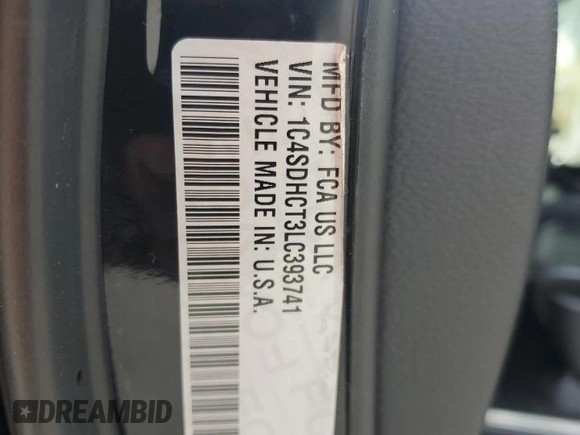 MFD BY: FCA US LLC
VIN: 1C4SDHCT3LC393741
VEHICLE MADE IN: U.S.A.
DREAMBID